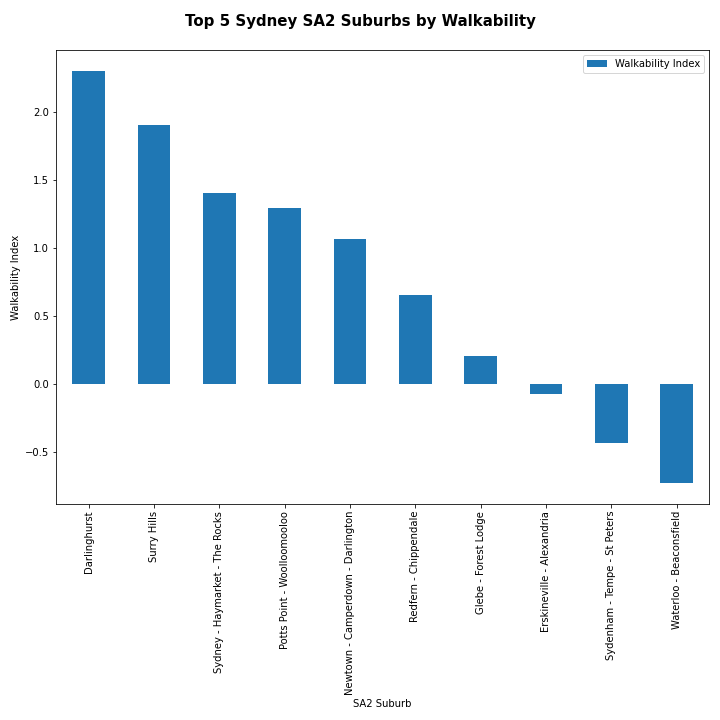 Top 5 Sydney SA2 Suburbs by Walkability
Walkability Index
2.0
1.5
1.0
0.5
0.0
−0.5
Walkability Index
Darlinghurst
Surry Hills
Sydney - Haymarket - The Rocks
Potts Point - Woolloomooloo
Newtown - Camperdown - Darlington
Redfern - Chippendale
Glebe - Forest Lodge
Erskineville - Alexandria
Sydenham - Tempe - St Peters
Waterloo - Beaconsfield
SA2 Suburb